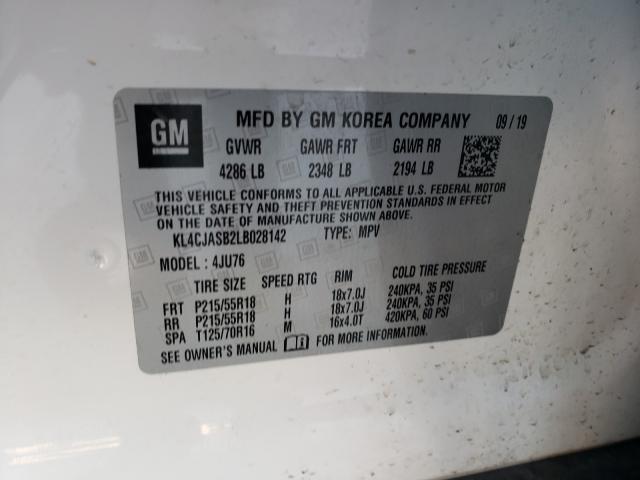 GM
MFD BY GM KOREA COMPANY 09 / 19
GVWR GAWR FRT GAWR RR
4286 LB 2348 LB 2194 LB
THIS VEHICLE CONFORMS TO ALL APPLICABLE U.S. FEDERAL MOTOR
VEHICLE SAFETY AND THEFT PREVENTION STANDARDS IN EFFECT
ON THE DATE OF MANUFACTURE SHOWN ABOVE.
KL4CJASB2LB028142 TYPE: MPV
MODEL : 4JU76
TIRE SIZE SPEED RTG RIM COLD TIRE PRESSURE
FRT P215/55R18 H 18x7.0J 240KPA, 35 PSI
RR P215/55R18 H 18x7.0J 240KPA, 35 PSI
SPA T125/70R16 M 16x4.0T 420KPA, 60 PSI
SEE OWNER'S MANUAL FOR MORE INFORMATION.